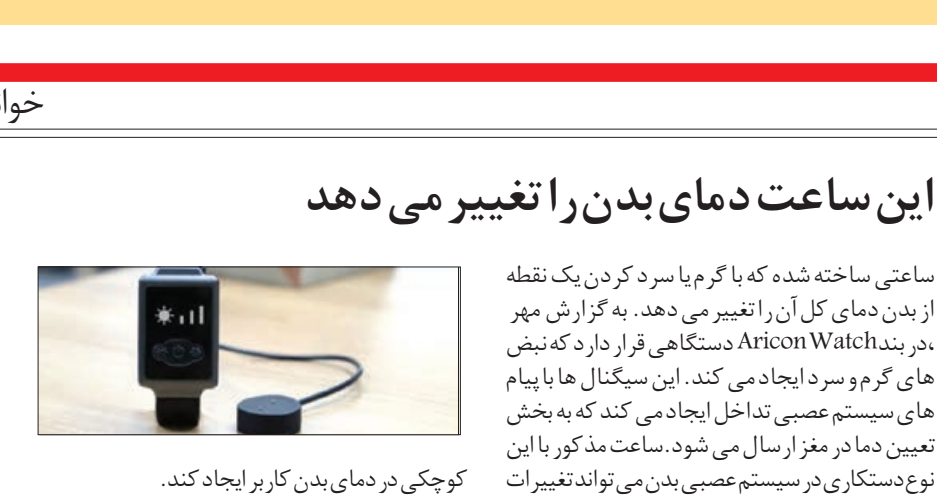 این ساعت دمای بدن را تغییر می دهد
ساعتی ساخته شده که با گرم یا سرد کردن یک نقطه
از بدن دمای کل آن را تغییر می دهد. به گزارش مهر
،در بندAricon Watch دستگاهی قرار دارد که نبض
های گرم و سرد ایجاد می کند. این سیگنال ها با پیام
های سیستم عصبی تداخل ایجاد می کند که به بخش
تعیین دما در مغز ارسال می شود.ساعت مذکور با این
نوع دستکاری در سیستم عصبی بدن می تواند تغییرات
کوچکی در دمای بدن کاربر ایجاد کند.